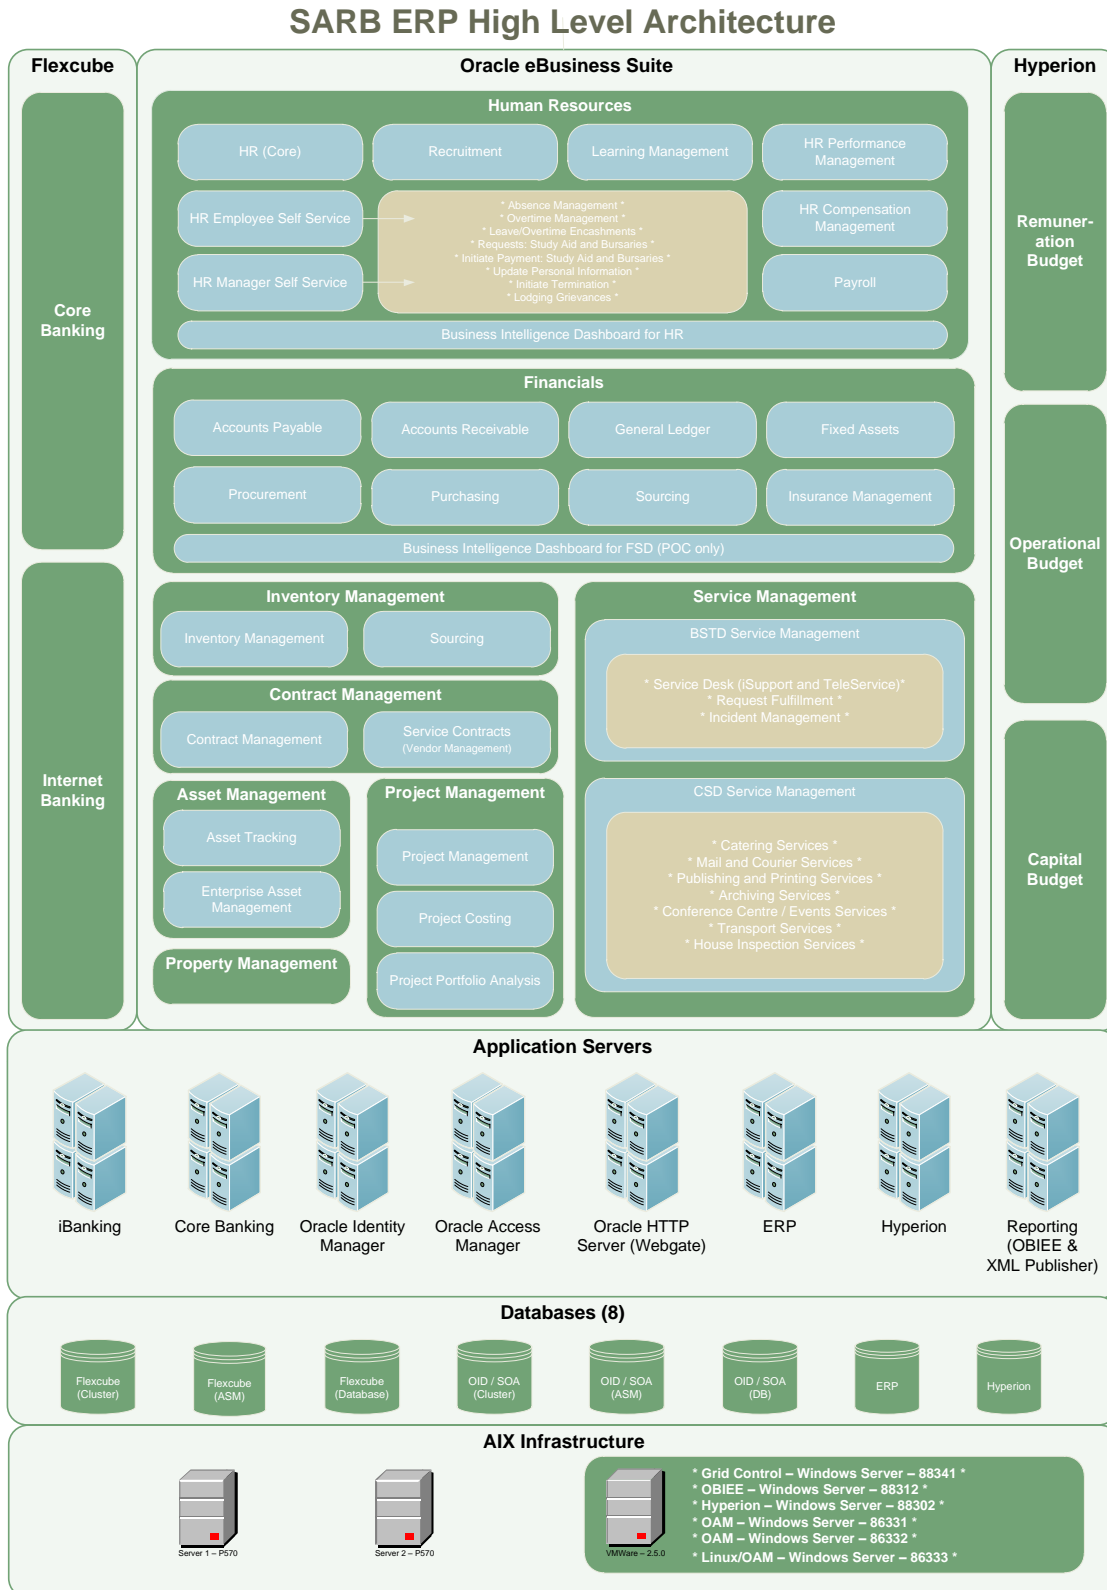 SARB ERP High Level Architecture
Flexcube
Oracle eBusiness Suite
Hyperion
Core
Banking
Internet
Banking
Human Resources
HR (Core)
Recruitment
Learning Management
HR Performance
Management
HR Employee Self Service
HR Manager Self Service
* Absence Management *
* Overtime Management *
* Leave/Overtime Encashments *
* Requests: Study Aid and Bursaries *
* Initiate Payment: Study Aid and Bursaries *
* Update Personal Information *
* Initiate Termination *
* Lodging Grievances *
HR Compensation
Management
Payroll
Business Intelligence Dashboard for HR
Financials
Accounts Payable
Accounts Receivable
General Ledger
Fixed Assets
Procurement
Purchasing
Sourcing
Insurance Management
Business Intelligence Dashboard for FSD (POC only)
Inventory Management
Inventory Management
Sourcing
Contract Management
Contract Management
Service Contracts
(Vendor Management)
Asset Management
Asset Tracking
Enterprise Asset
Management
Property Management
Project Management
Project Management
Project Costing
Project Portfolio Analysis
Service Management
BSTD Service Management
* Service Desk (iSupport and TeleService)*
* Request Fulfillment *
* Incident Management *
CSD Service Management
* Catering Services *
* Mail and Courier Services *
* Publishing and Printing Services *
* Archiving Services *
* Conference Centre / Events Services *
* Transport Services *
* House Inspection Services *
Remuner-
ation
Budget
Operational
Budget
Capital
Budget
Application Servers
iBanking
Core Banking
Oracle Identity
Manager
Oracle Access
Manager
Oracle HTTP
Server (Webgate)
ERP
Hyperion
Reporting
(OBIEE &
XML Publisher)
Databases (8)
Flexcube
(Cluster)
Flexcube
(ASM)
Flexcube
(Database)
OID / SOA
(Cluster)
OID / SOA
(ASM)
OID / SOA
(DB)
ERP
Hyperion
AIX Infrastructure
Server 1 – P570
Server 2 – P570
VMWare – 2.5.0
* Grid Control – Windows Server – 88341 *
* OBIEE – Windows Server – 88312 *
* Hyperion – Windows Server – 88302 *
* OAM – Windows Server – 86331 *
* OAM – Windows Server – 86332
* Linux/OAM – Windows Server – 86333 *